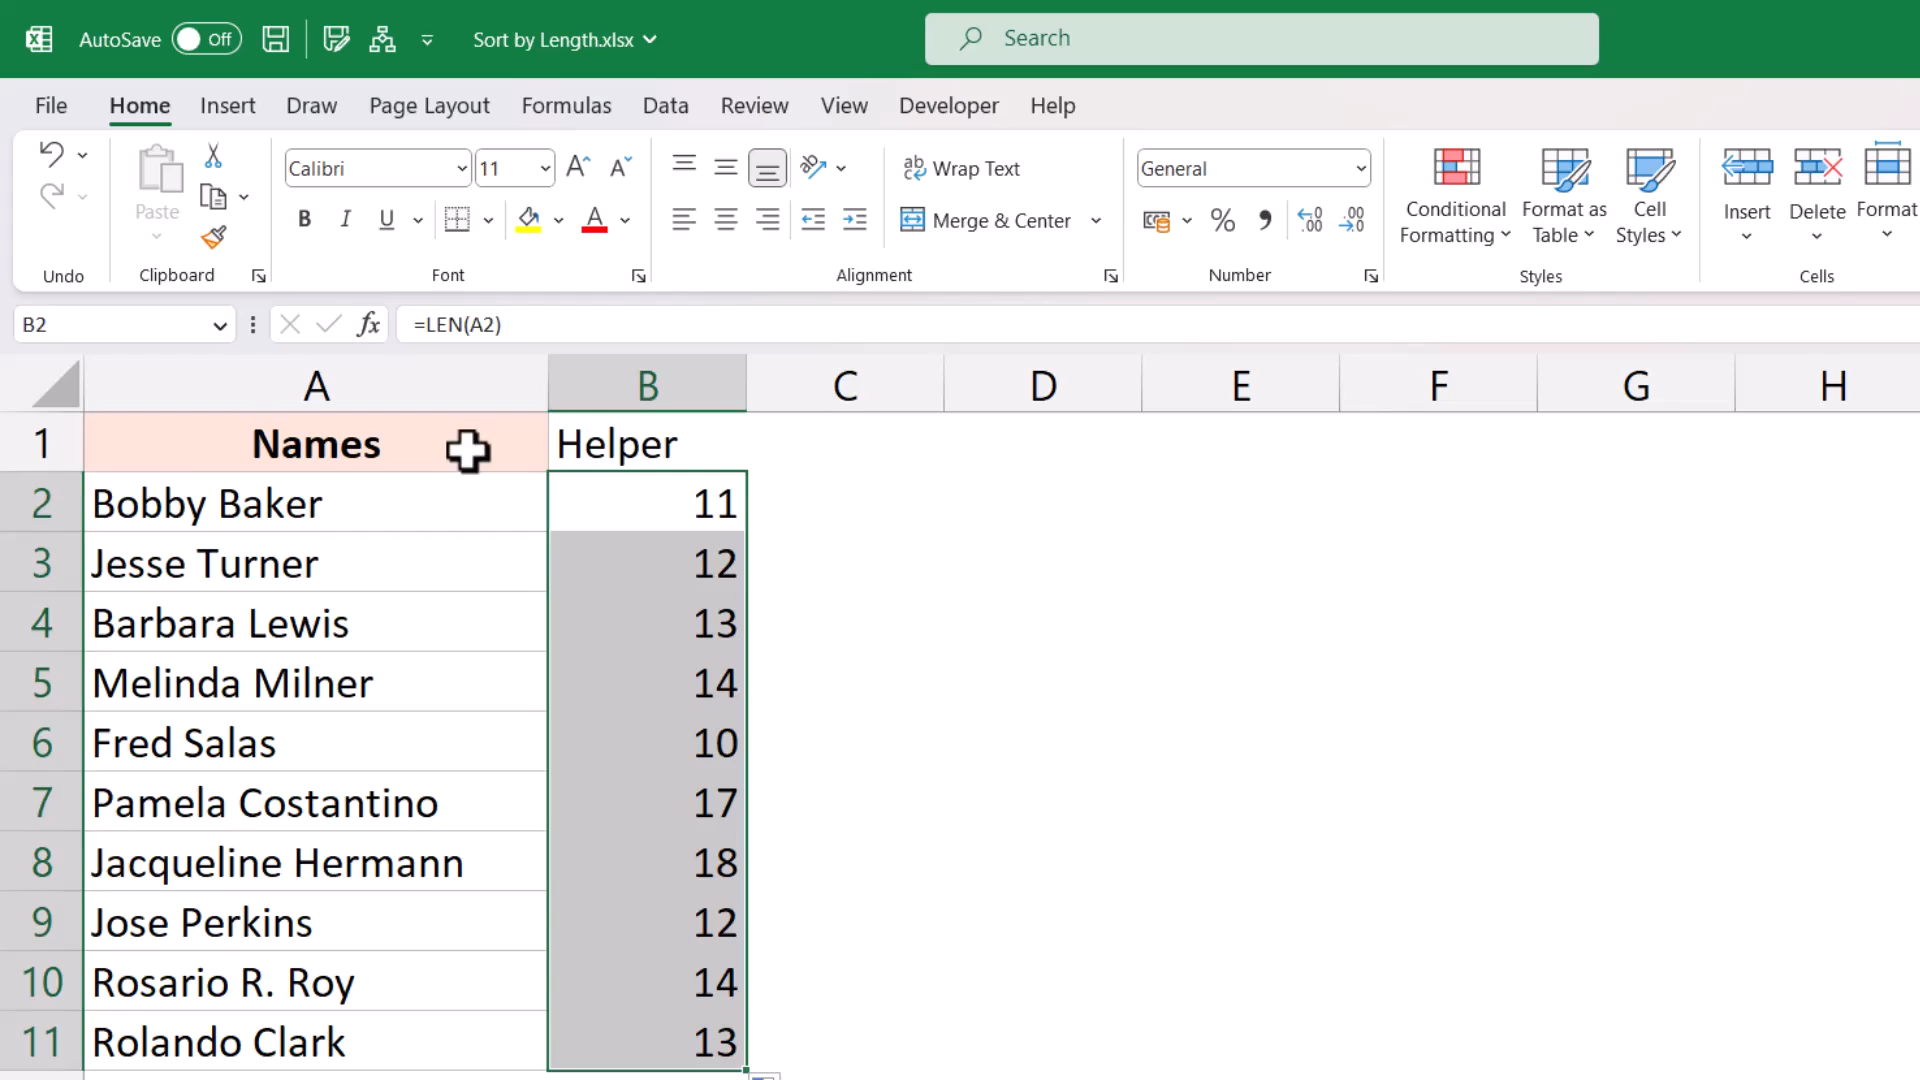 AutoSave Off Sort by Length.xlsx Search
File Home Insert Draw Page Layout Formulas Data Review View Developer Help
Paste
Undo Clipboard
Calibri 11
B I U A
Font
Wrap Text
Merge & Center
Alignment
General
% 
Number
Conditional Formatting
Format as Table
Cell Styles
Styles
Insert Delete Format
Cells
B2 fx =LEN(A2)
A B C D E F G H
1 Names Helper
2 Bobby Baker 11
3 Jesse Turner 12
4 Barbara Lewis 13
5 Melinda Milner 14
6 Fred Salas 10
7 Pamela Costantino 17
8 Jacqueline Hermann 18
9 Jose Perkins 12
10 Rosario R. Roy 14
11 Rolando Clark 13